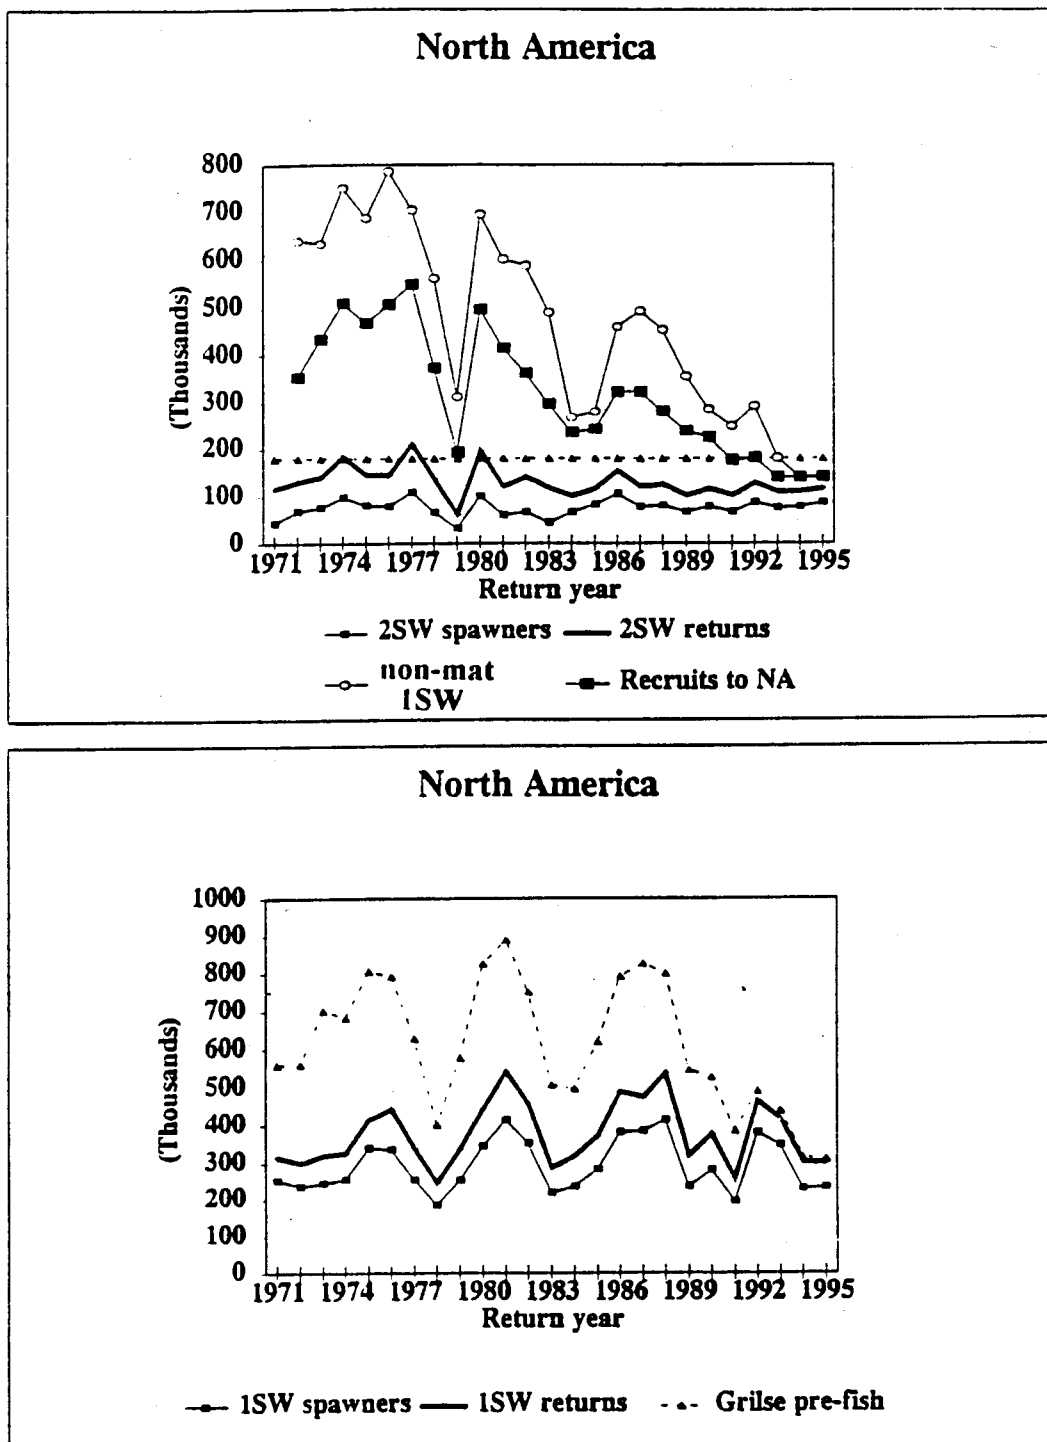 North America
800
700
600
500
400
300
200
100
0
(Thousands)
1971 1974 1977 1980 1983 1986 1989 1992 1995
Return year
2SW spawners 2SW returns
non-mat 1SW Recruits to NA
North America
1000
900
800
700
600
500
400
300
200
100
0
(Thousands)
1971 1974 1977 1980 1983 1986 1989 1992 1995
Return year
1SW spawners 1SW returns Grilse pre-fish